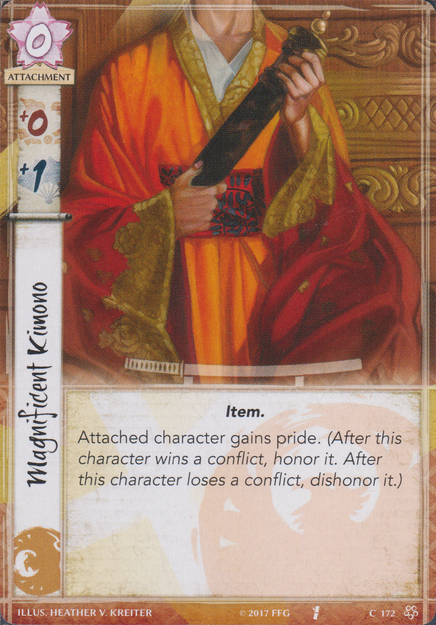 0
ATTACHMENT
+0
+1
Magnificent Kimono
Item.
Attached character gains pride. (After this
character wins a conflict, honor it. After
this character loses a conflict, dishonor it.)
ILLUS. HEATHER V. KREITER © 2017 FFG C 172